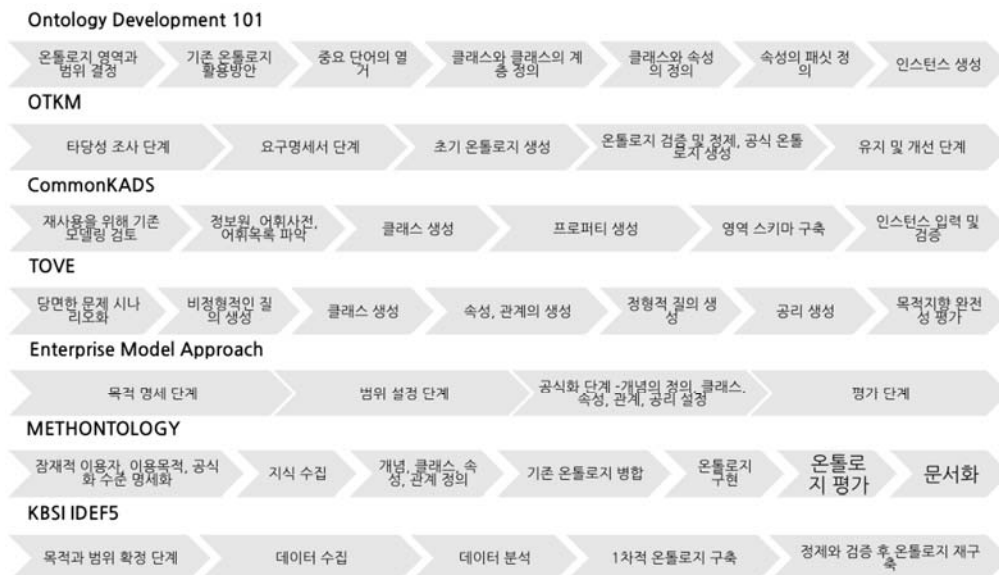 Ontology Development 101
온톨로지 영역과
범위 결정
기존 온톨로지
활용방안
중요 단어의 열
거
클래스와 클래스의 계
층 정의
클래스와 속성
의 정의
속성의 패싯 정
의
인스턴스 생성
OTKM
타당성 조사 단계
요구명세서 단계
초기 온톨로지 생성
온톨로지 검증 및 정제, 공식 온톨
로지 생성
유지 및 개선 단계
CommonKADS
재사용을 위해 기존
모델링 검토
정보원, 어휘사전,
어휘목록 파악
클래스 생성
프로퍼티 생성
영역 스키마 구축
인스턴스 입력 및
검증
TOVE
당면한 문제 시나
리오화
비정형적인 질
의 생성
클래스 생성
속성, 관계의 생성
정형적 질의 생
성
공리 생성
목적지향 완전
성 평가
Enterprise Model Approach
목적 명세 단계
범위 설정 단계
공식화 단계 -개념의 정의, 클래스.
속성, 관계, 공리 설정
평가 단계
METHONTOLOGY
잠재적 이용자, 이용목적, 공식
화 수준 명세화
지식 수집
개념, 클래스, 속
성, 관계 정의
기존 온톨로지 병합
온톨로지
구현
온톨로
지 평가
문서화
KBSI IDEF5
목적과 범위 확정 단계
데이터 수집
데이터 분석
1차적 온톨로지 구축
정제와 검증 후 온톨로지 재구
축